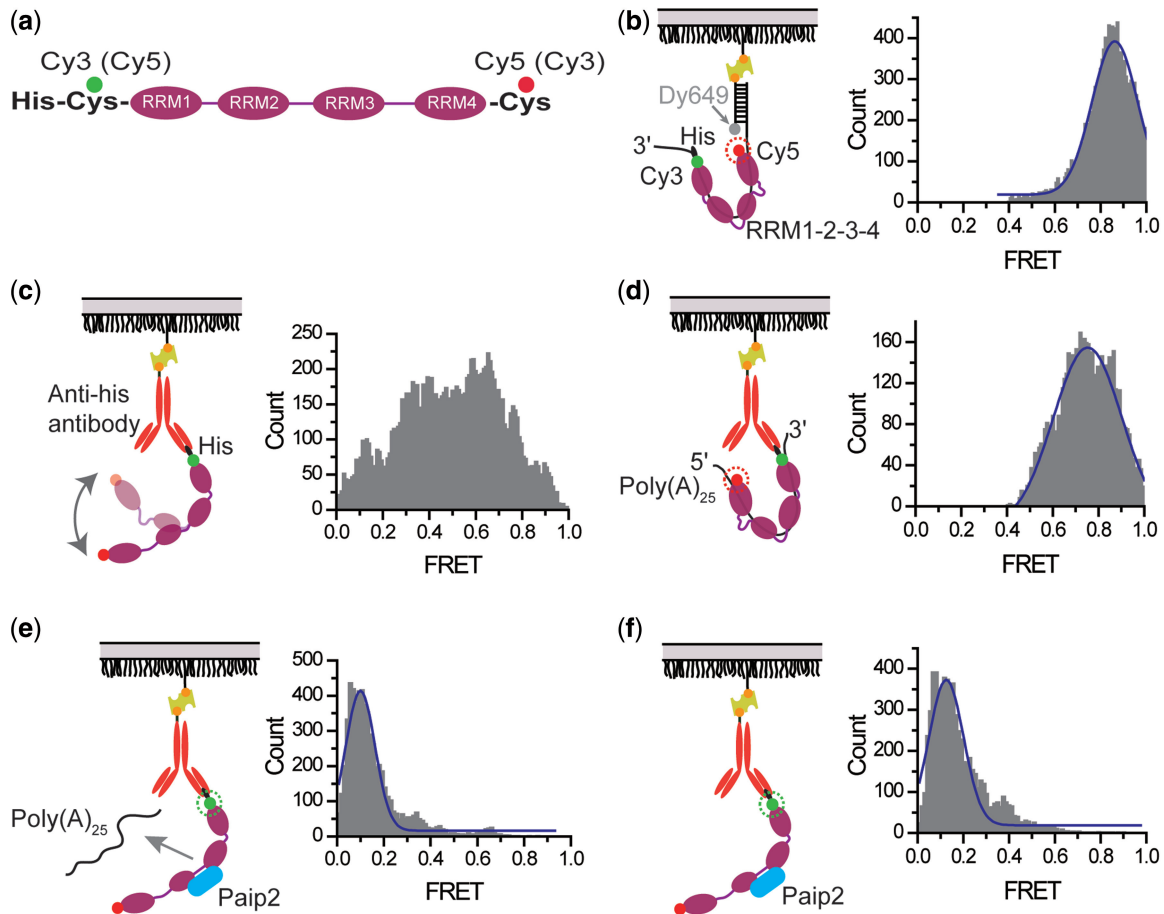 (a)
Cy3 (Cy5)
Cy5 (Cy3)
His-Cys-
RRM1
RRM2
RRM3
RRM4
-Cys
(b)
Dy649
His
3'
Cy5
Cy3
RRM1-2-3-4
Count
400
300
200
100
0
0.0 0.2 0.4 0.6 0.8 1.0
FRET
(c)
Anti-his
antibody
His
Count
250
200
150
100
50
0
0.0 0.2 0.4 0.6 0.8 1.0
FRET
(d)
3'
5'
Poly(A)25
Count
160
120
80
40
0
0.0 0.2 0.4 0.6 0.8 1.0
FRET
(e)
Poly(A)25
Paip2
Count
500
400
300
200
100
0
0.0 0.2 0.4 0.6 0.8 1.0
FRET
(f)
Paip2
Count
400
300
200
100
0
0.0 0.2 0.4 0.6 0.8 1.0
FRET